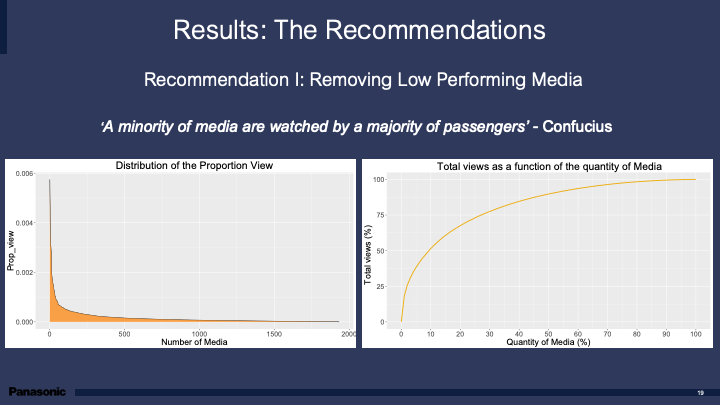 Results: The Recommendations
Recommendation I: Removing Low Performing Media
‘A minority of media are watched by a majority of passengers’ - Confucius
Distribution of the Proportion View
0.006
0.004
0.002
0.000
Prop_view
0 500 1000 1500 2000
Number of Media
Total views as a function of the quantity of Media
100
75
50
25
0
Total views (%)
0 10 20 30 40 50 60 70 80 90 100
Quantity of Media (%)
Panasonic
19